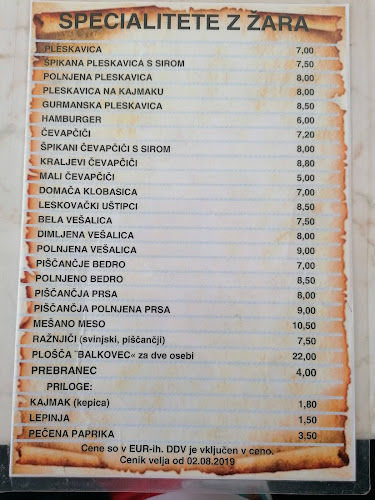 SPECIALITETE Z ŽARA
PLESKAVICA 7,00
ŠPIKANA PLESKAVICA S SIROM 7,50
POLNJENA PLESKAVICA 8,00
PLESKAVICA NA KAJMAKU 8,00
GURMANSKA PLESKAVICA 8,50
HAMBURGER 6,00
ČEVAPČIČI 7,20
ŠPIKANI ČEVAPČIČI S SIROM 8,00
KRALJEVI ČEVAPČIČI 8,80
MALI ČEVAPČIČI 5,00
DOMAČA KLOBASICA 7,00
LESKOVAČKI UŠTIPCI 8,50
BELA VEŠALICA 7,50
DIMLJENA VEŠALICA 8,00
POLNJENA VEŠALICA 9,00
PIŠČANČJE BEDRO 7,00
POLNJENO BEDRO 8,50
PIŠČANČJA PRSA 8,00
PIŠČANČJA POLNJENA PRSA 9,00
MEŠANO MESO 10,50
RAŽNJIČI (svinjski, piščančji) 7,50
PLOŠČA ˝BALKOVEC« za dve osebi 22,00
PREBRANEC 4,00
PRILOGE:
KAJMAK (kepica) 1,80
LEPINJA 1,50
PEČENA PAPRIKA 3,50
Cene so v EUR-ih. DDV je vključen v ceno.
Cenik velja od 02.08.2019